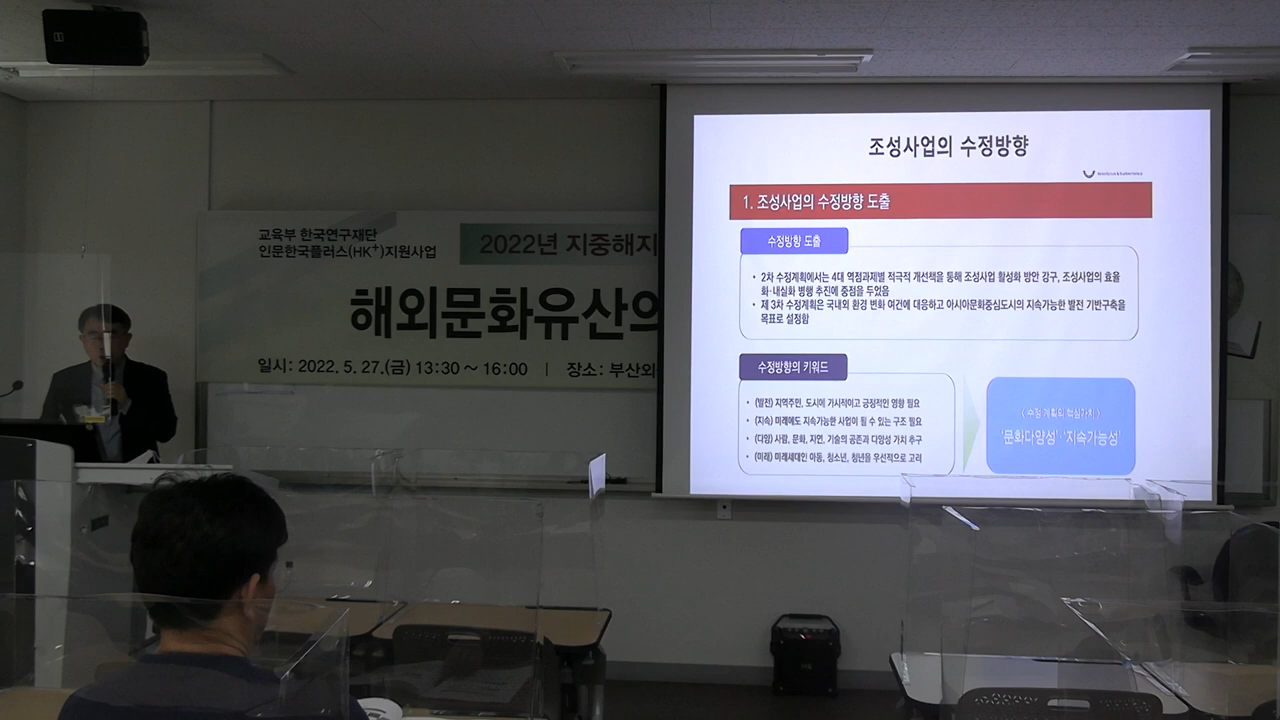 교육부 한국연구재단
인문한국플러스(HK⁺)지원사업
2022년 지중해지
해외문화유산의
일시: 2022. 5. 27.(금) 13:30 ~ 16:00 | 장소: 부산외
조성사업의 수정방향
1. 조성사업의 수정방향 도출
수정방향 도출
• 2차 수정계획에서는 4대 역점과제별 적극적 개선책을 통해 조성사업 활성화 방안 강구, 조성사업의 효율
화·내실화 병행 추진에 중점을 두었음
• 제 3차 수정계획은 국내외 환경 변화 여건에 대응하고 아시아문화중심도시의 지속가능한 발전 기반구축을
목표로 설정함
수정방향의 키워드
• (발전) 지역주민, 도시에 가시적이고 긍정적인 영향 필요
• (지속) 미래에도 지속가능한 사업이 될 수 있는 구조 필요
• (다양) 사람, 문화, 자연, 기술의 공존과 다양성 가치 추구
• (미래) 미래세대인 아동, 청소년, 청년을 우선적으로 고려
< 수정 계획의 핵심가치 >
'문화다양성' '지속가능성'